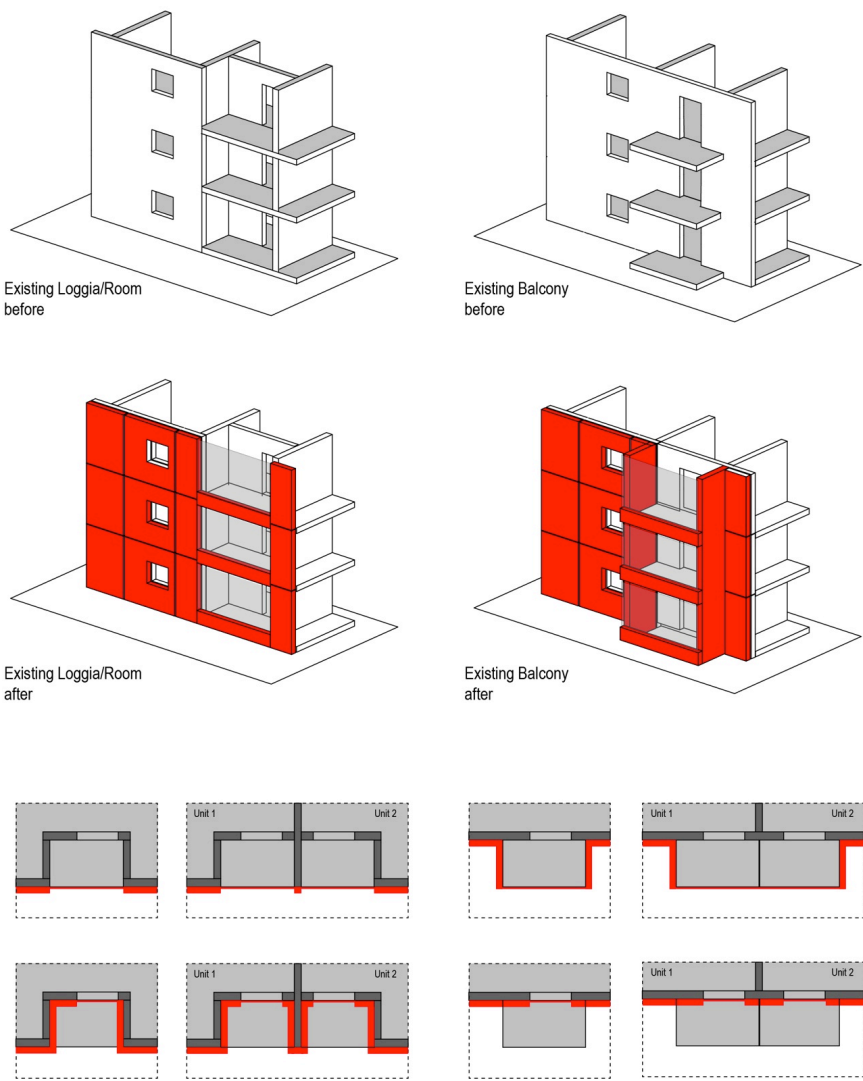 Existing Loggia/Room
before
Existing Balcony
before
Existing Loggia/Room
after
Existing Balcony
after
Unit 1
Unit 2
Unit 1
Unit 2
Unit 1
Unit 2
Unit 1
Unit 2